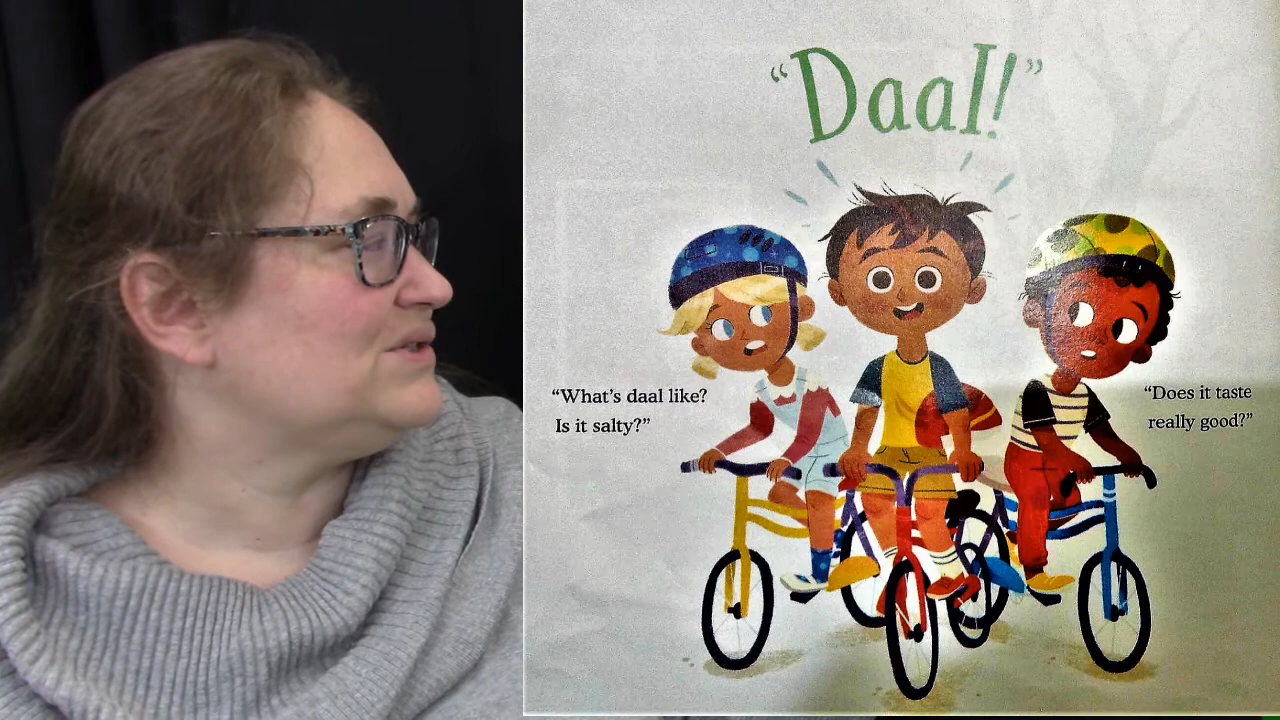 “Daal!”
“What’s daal like?
Is it salty?”
“Does it taste
really good?”